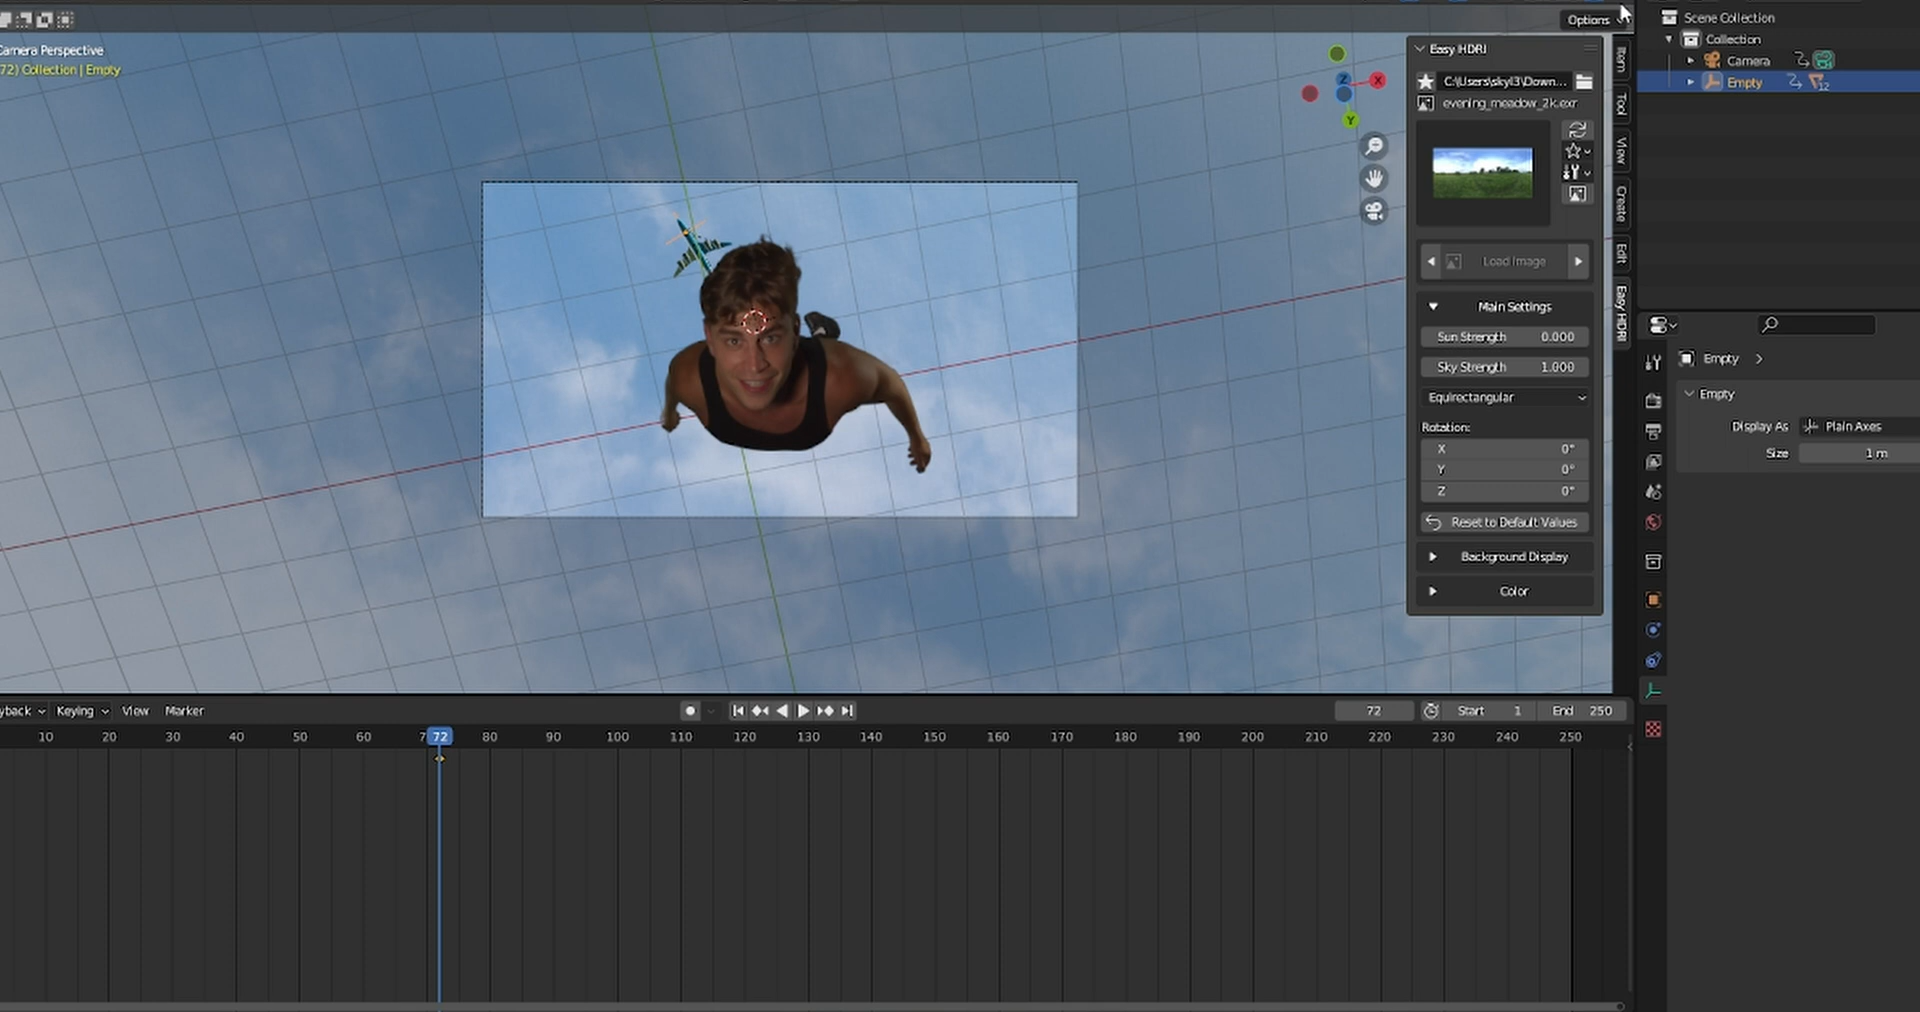 Options
Camera Perspective
72) Collection | Empty
X
Z
Y
Easy HDRI
C:\Users\skyl3\Down...
evening_meadow_2k.exr
Load Image
Main Settings
Sun Strength 0.000
Sky Strength 1.000
Equirectangular
Rotation:
X 0°
Y 0°
Z 0°
Reset to Default Values
Background Display
Color
Item
Tool
View
Create
Edit
Easy HDRI
Scene Collection
Collection
Camera
Empty 12
Empty
Empty
Display As Plain Axes
Size 1 m
yback Keying View Marker
72 Start 1 End 250
10 20 30 40 50 60 7 72 80 90 100 110 120 130 140 150 160 170 180 190 200 210 220 230 240 250